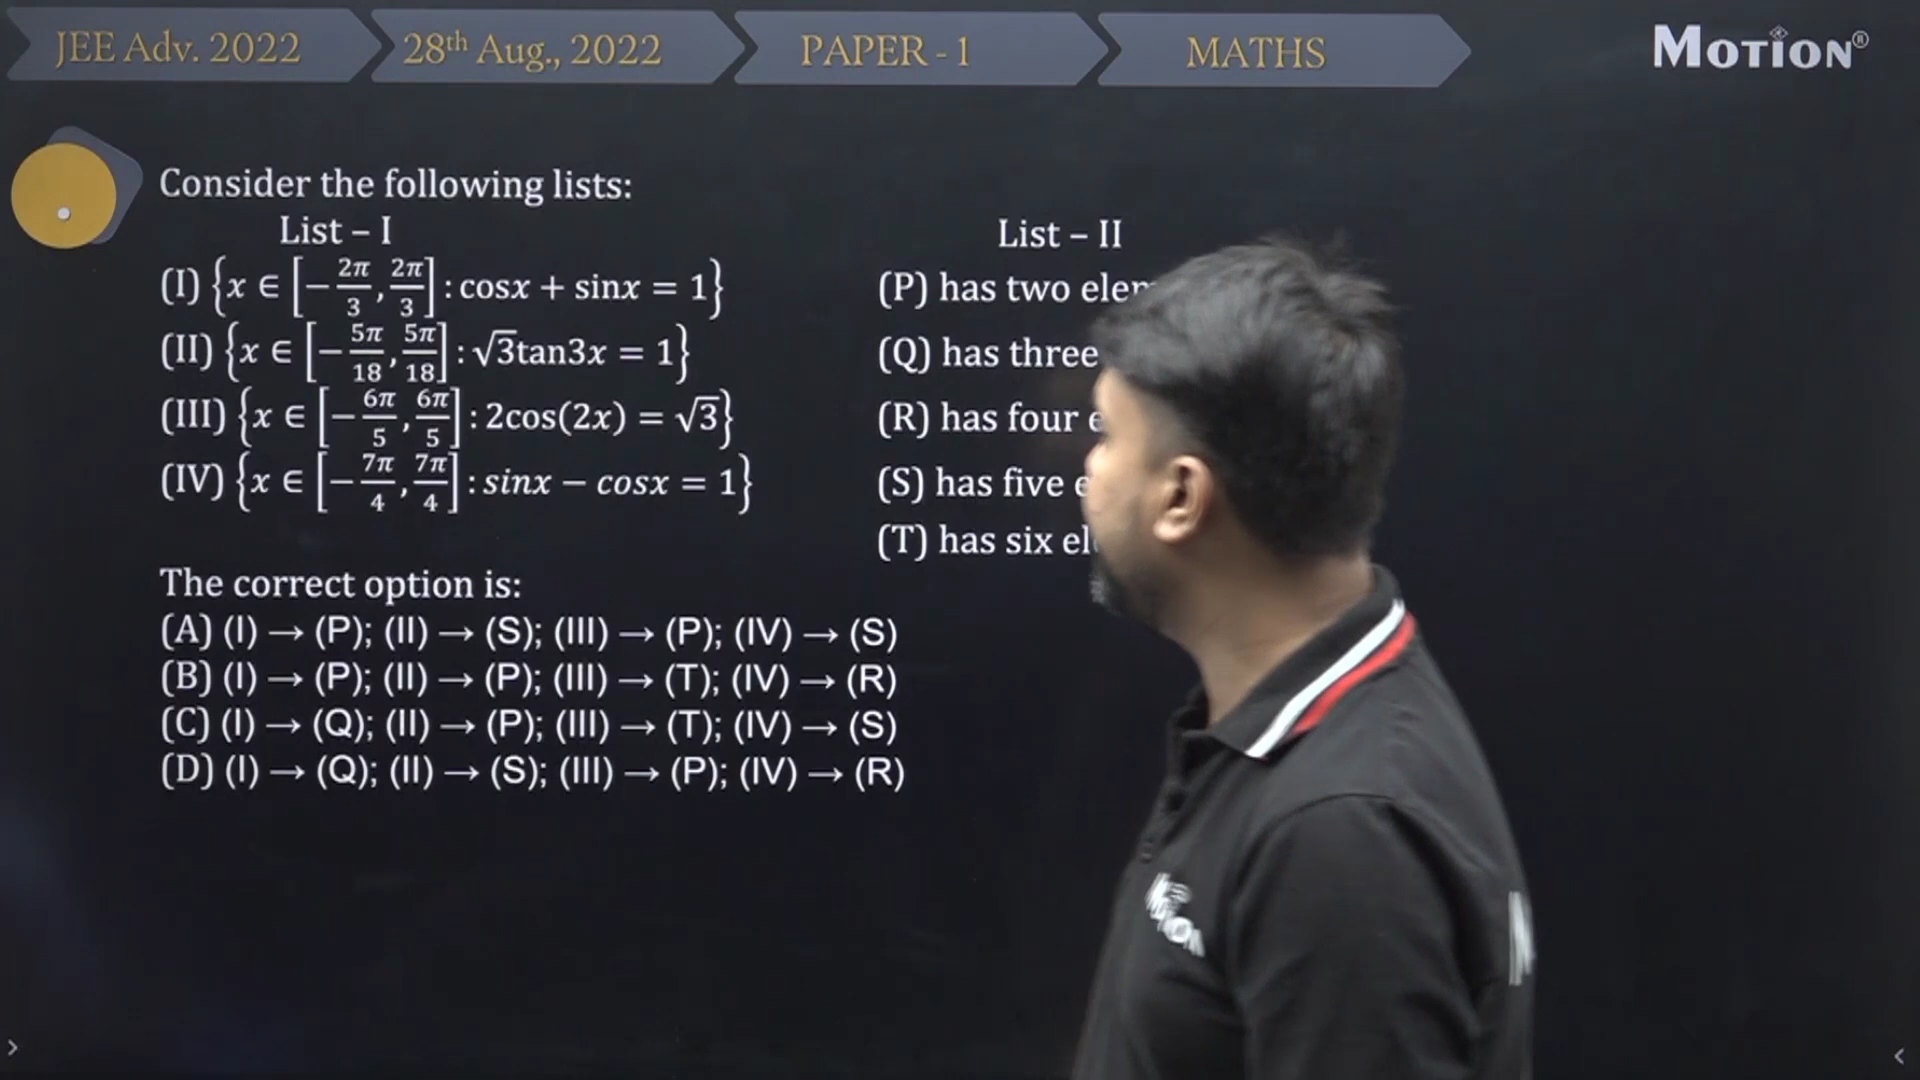 JEE Adv. 2022
28th Aug., 2022
PAPER - 1
MATHS
MOTION®
Consider the following lists:
List – I
List – II
(I) {x ∈ [−2π/3, 2π/3] : cosx + sinx = 1}
(P) has two
(II) {x ∈ [−5π/18, 5π/18] : √3tan3x = 1}
(Q) has three
(III) {x ∈ [−6π/5, 6π/5] : 2cos(2x) = √3}
(R) has four
(IV) {x ∈ [−7π/4, 7π/4] : sinx − cosx = 1}
(S) has five
(T) has six
The correct option is:
(A) (I) → (P); (II) → (S); (III) → (P); (IV) → (S)
(B) (I) → (P); (II) → (P); (III) → (T); (IV) → (R)
(C) (I) → (Q); (II) → (P); (III) → (T); (IV) → (S)
(D) (I) → (Q); (II) → (S); (III) → (P); (IV) → (R)